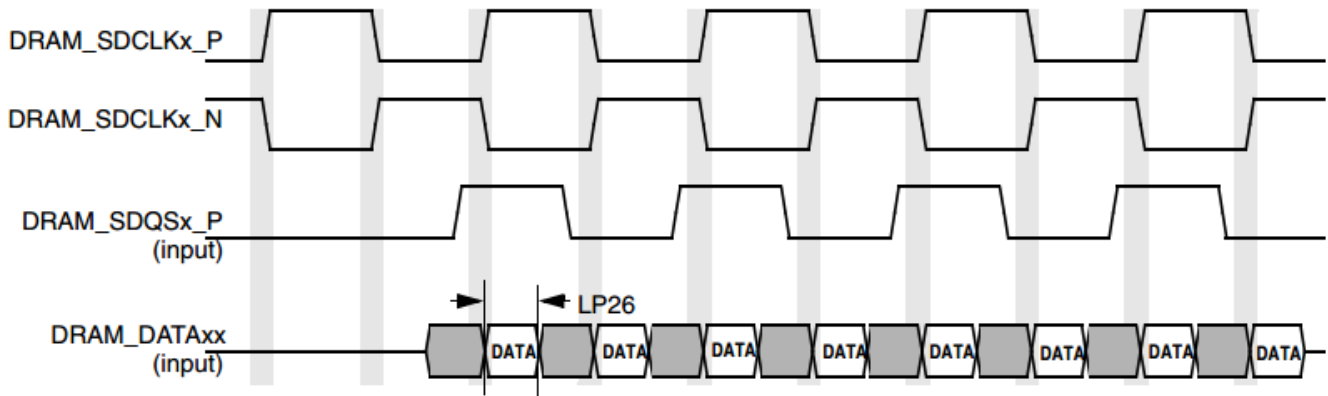 DRAM_SDCLKx_P
DRAM_SDCLKx_N
DRAM_SDQSx_P
(input)
LP26
DRAM_DATAxx
(input)
DATA DATA DATA DATA DATA DATA DATA DATA